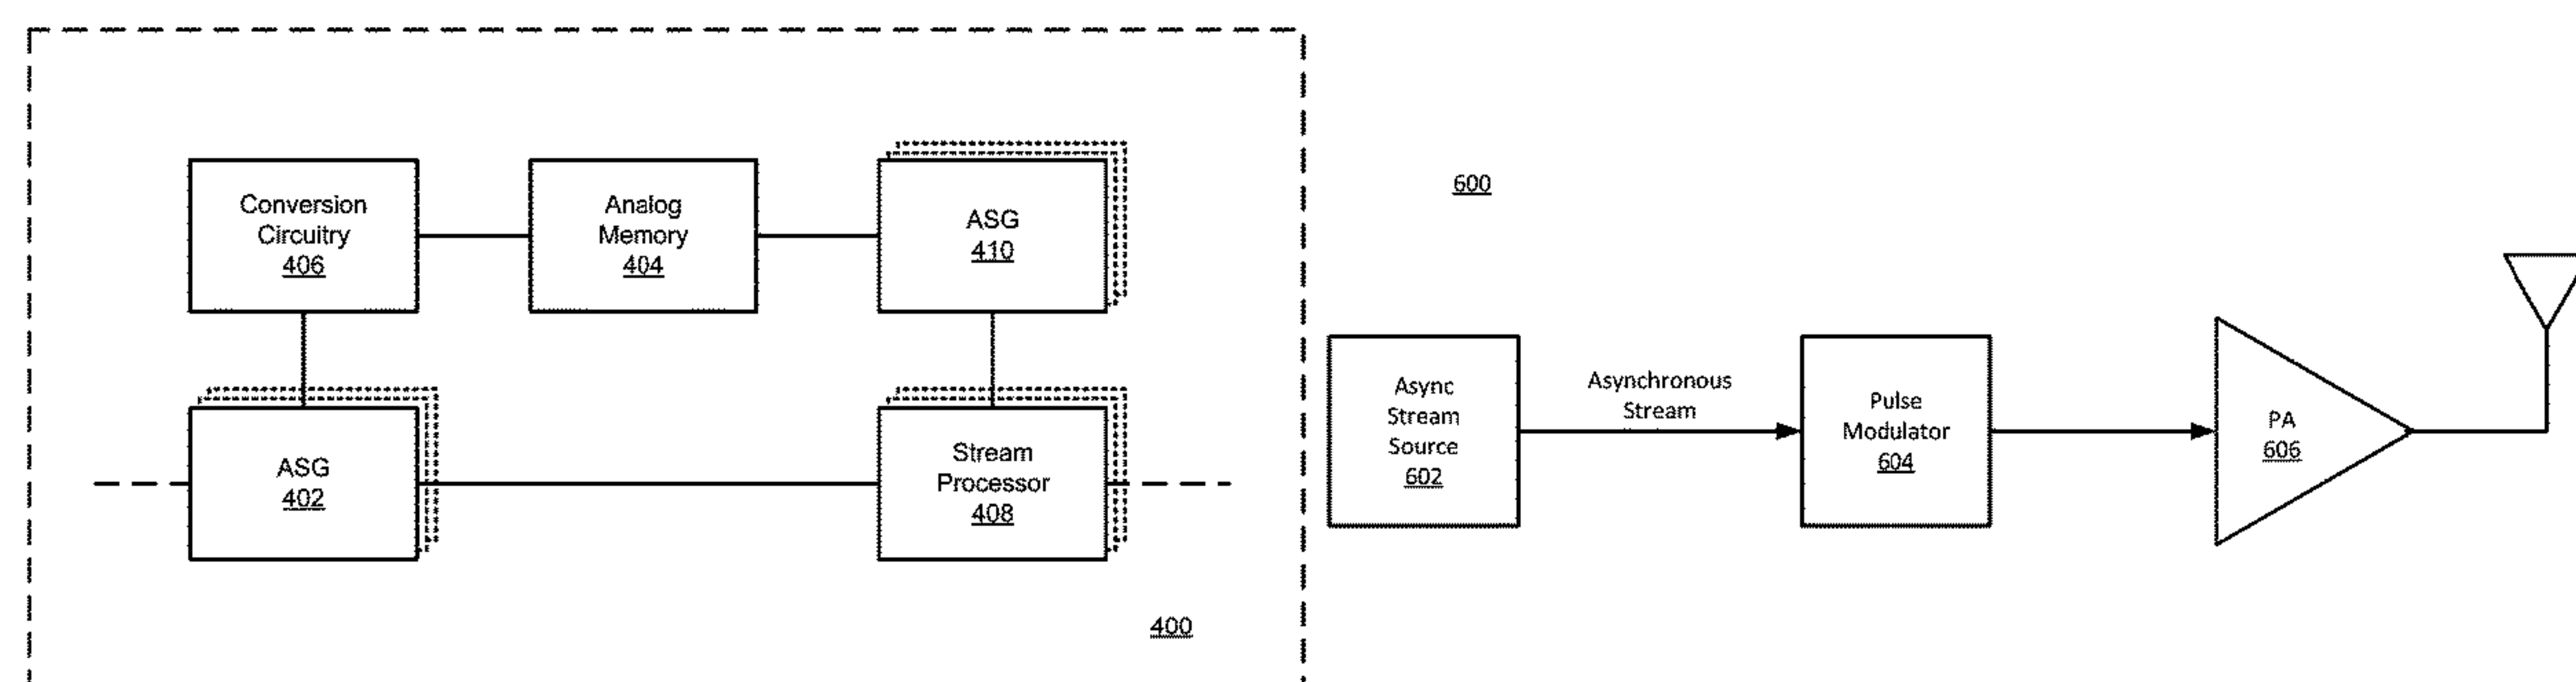 Conversion
Circuitry
406
Analog
Memory
404
ASG
410
ASG
402
Stream
Processor
408
400
600
Async
Stream
Source
602
Asynchronous
Stream
Pulse
Modulator
604
PA
606